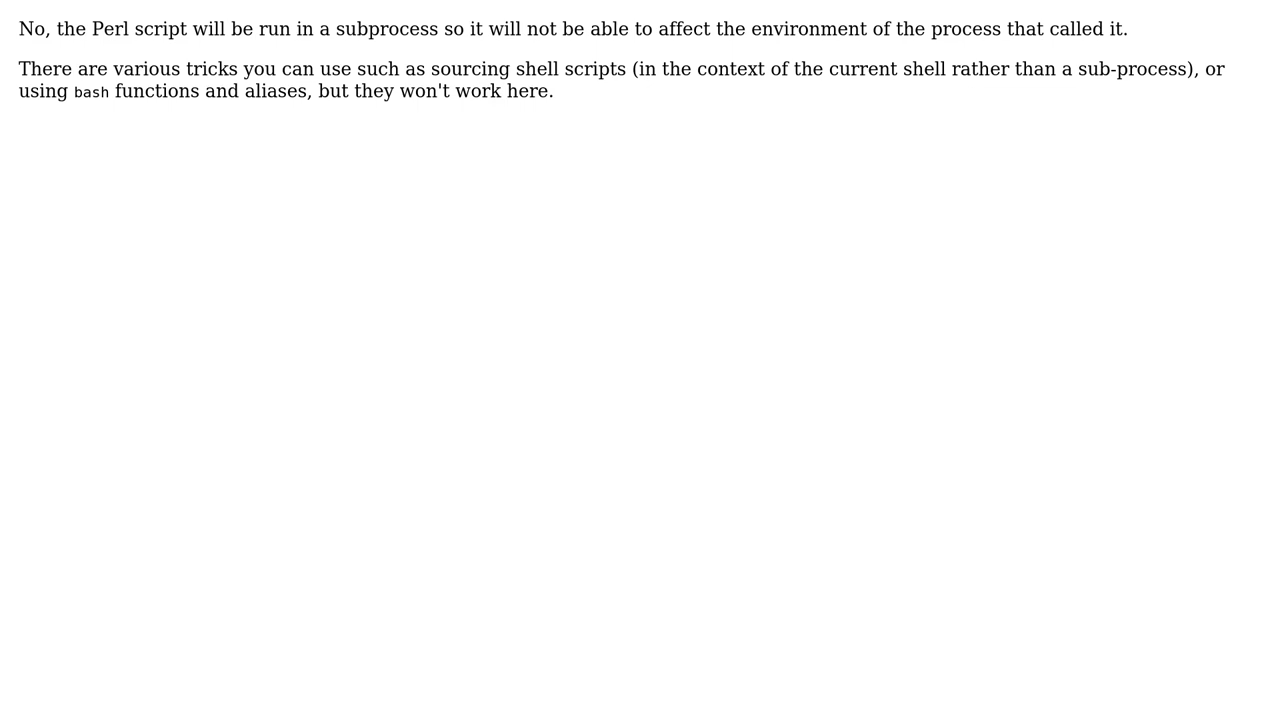 No, the Perl script will be run in a subprocess so it will not be able to affect the environment of the process that called it.
There are various tricks you can use such as sourcing shell scripts (in the context of the current shell rather than a sub-process), or
using bash functions and aliases, but they won't work here.